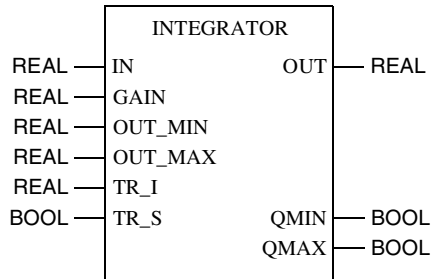 INTEGRATOR
REAL IN OUT REAL
REAL GAIN
REAL OUT_MIN
REAL OUT_MAX
REAL TR_I
BOOL TR_S QMIN BOOL
QMAX BOOL